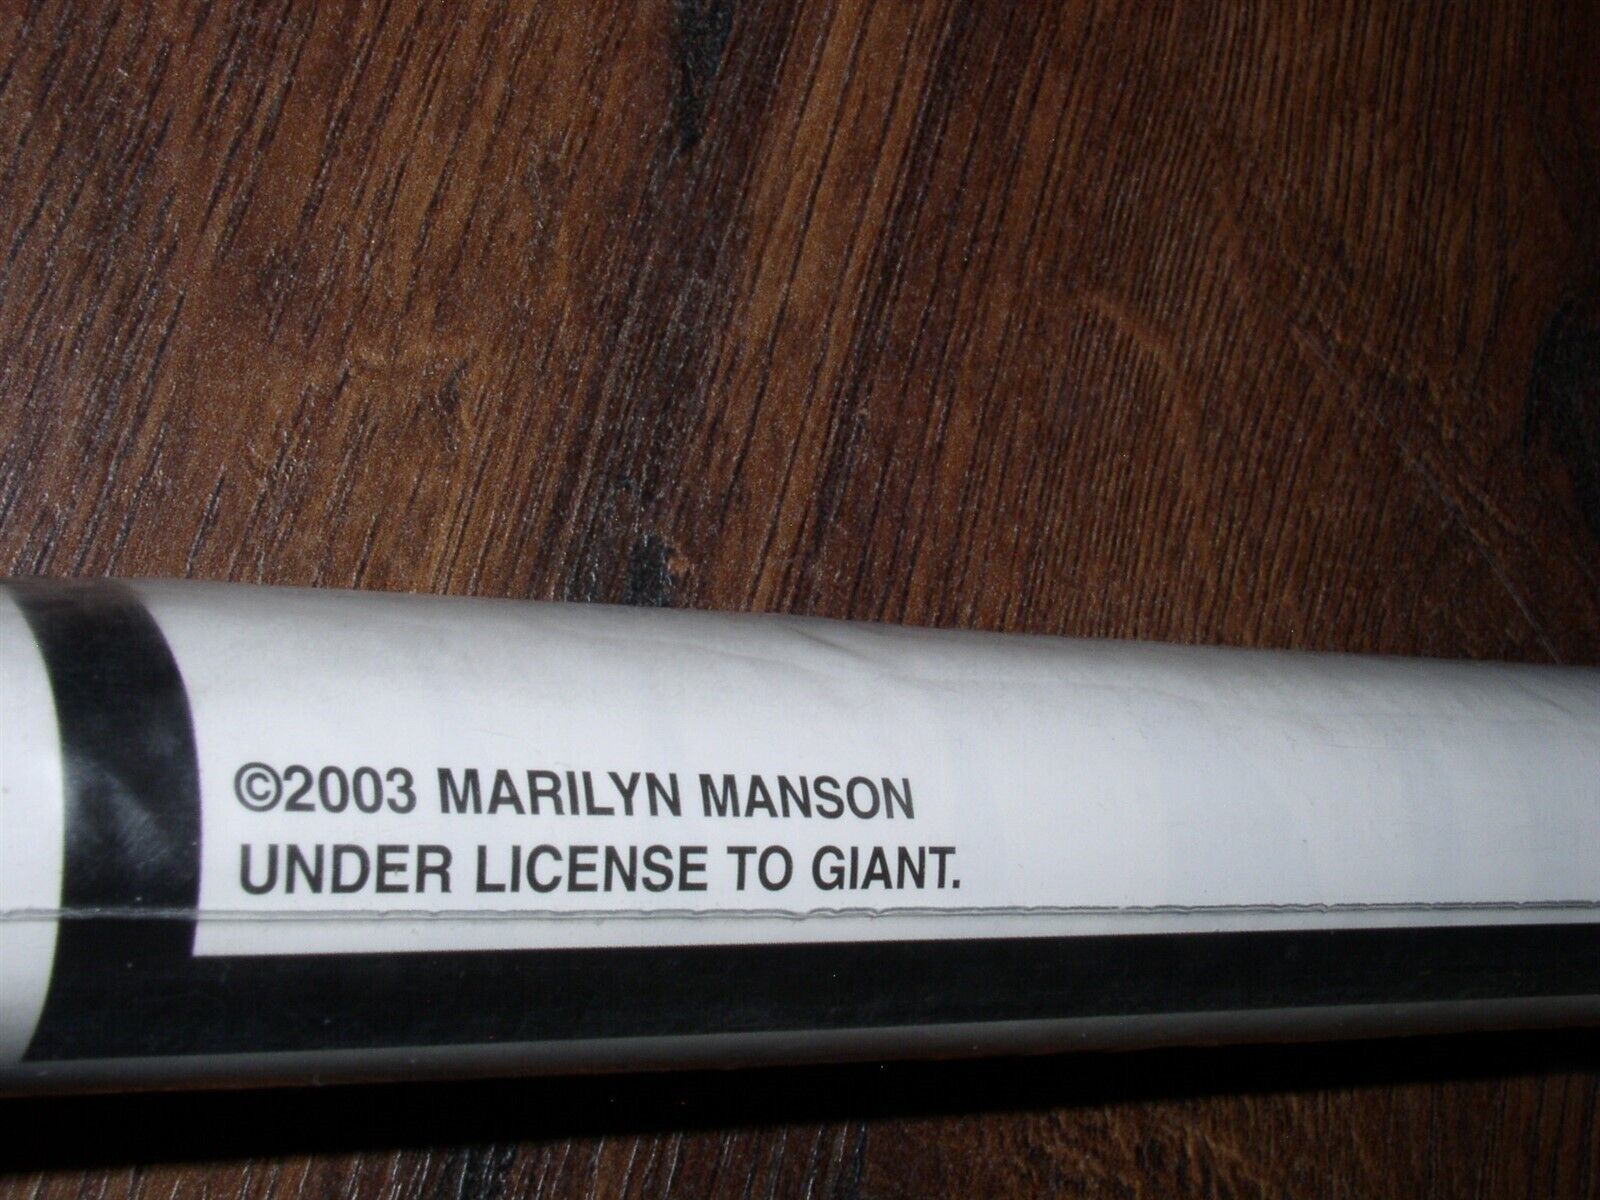 ©2003 MARILYN MANSON
UNDER LICENSE TO GIANT.